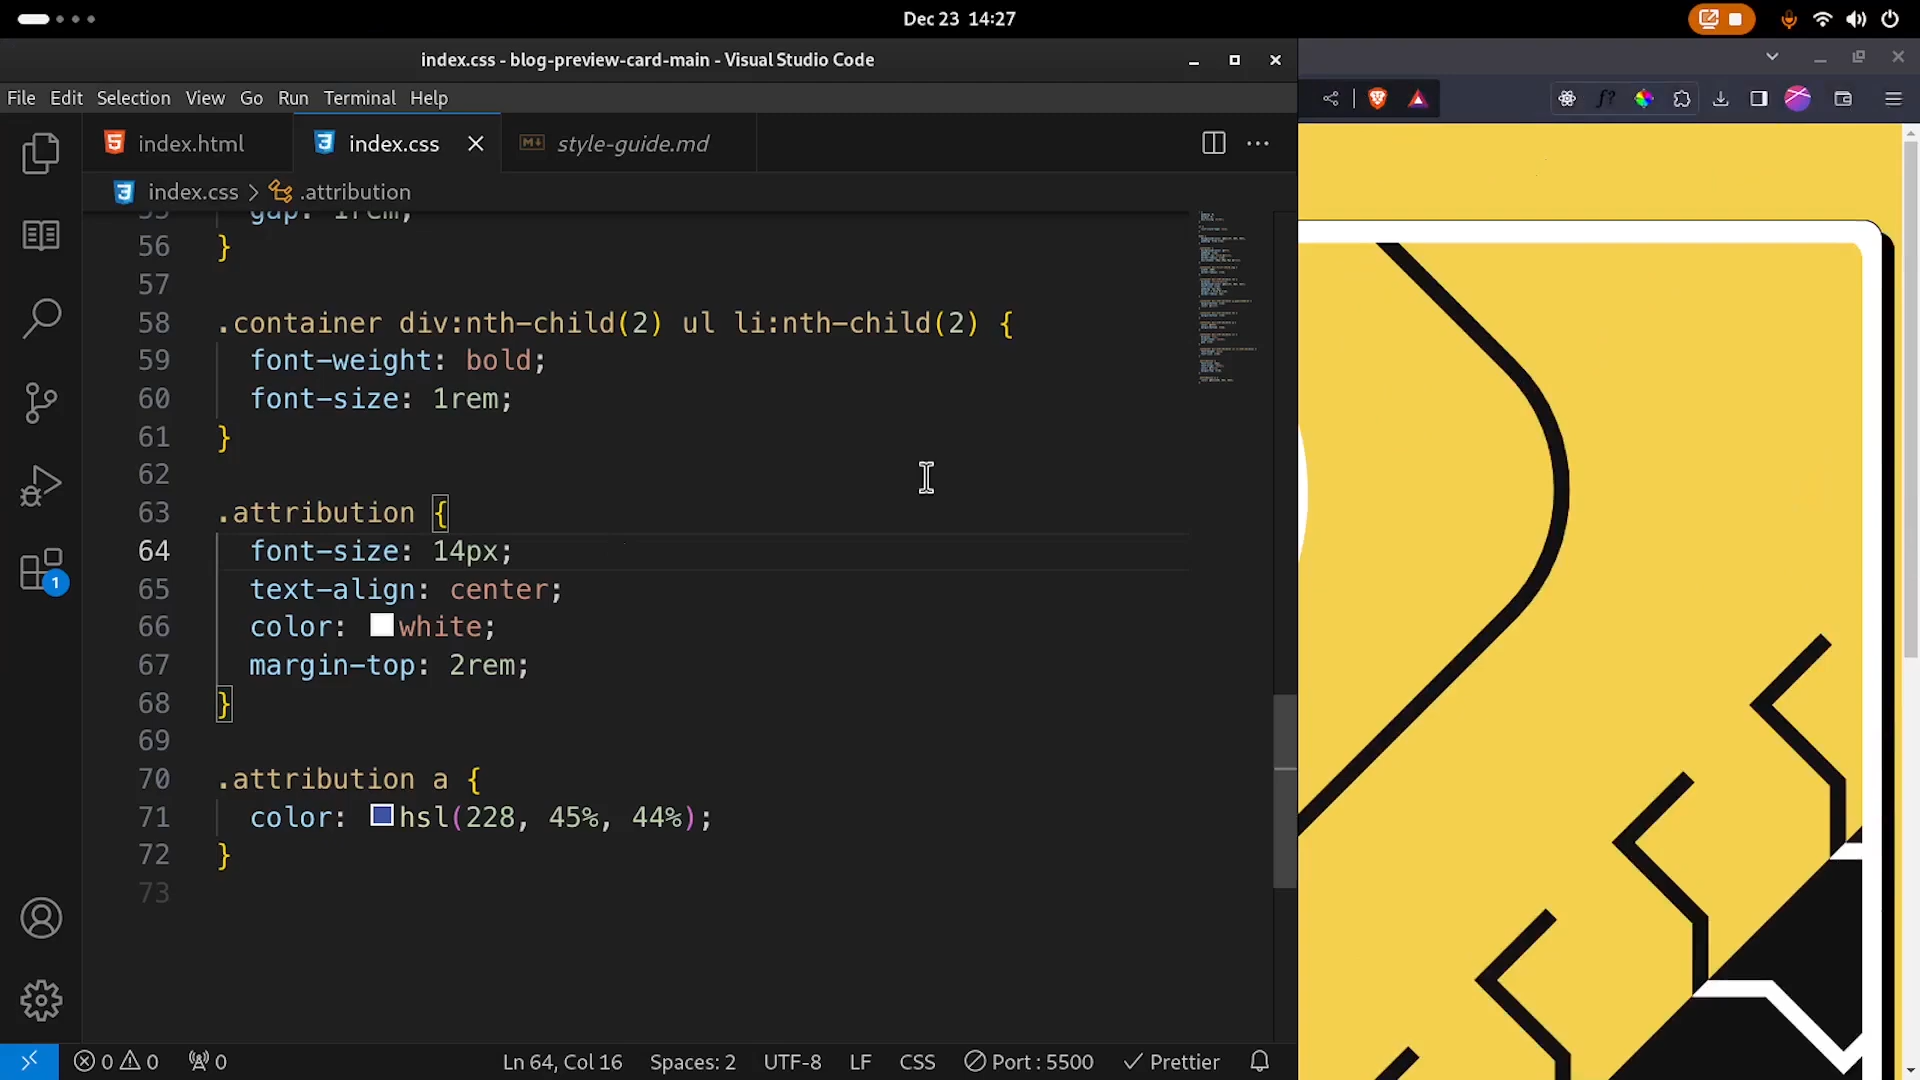 Dec 23 14:27
index.css - blog-preview-card-main - Visual Studio Code
File Edit Selection View Go Run Terminal Help
index.html index.css style-guide.md
index.css > .attribution
55 gap: 1rem;
56 }
57
58 .container div:nth-child(2) ul li:nth-child(2) {
59 font-weight: bold;
60 font-size: 1rem;
61 }
62
63 .attribution {
64 font-size: 14px;
65 text-align: center;
66 color: white;
67 margin-top: 2rem;
68 }
69
70 .attribution a {
71 color: hsl(228, 45%, 44%);
72 }
73
1
0 0 0 Ln 64, Col 16 Spaces: 2 UTF-8 LF CSS Port : 5500 Prettier